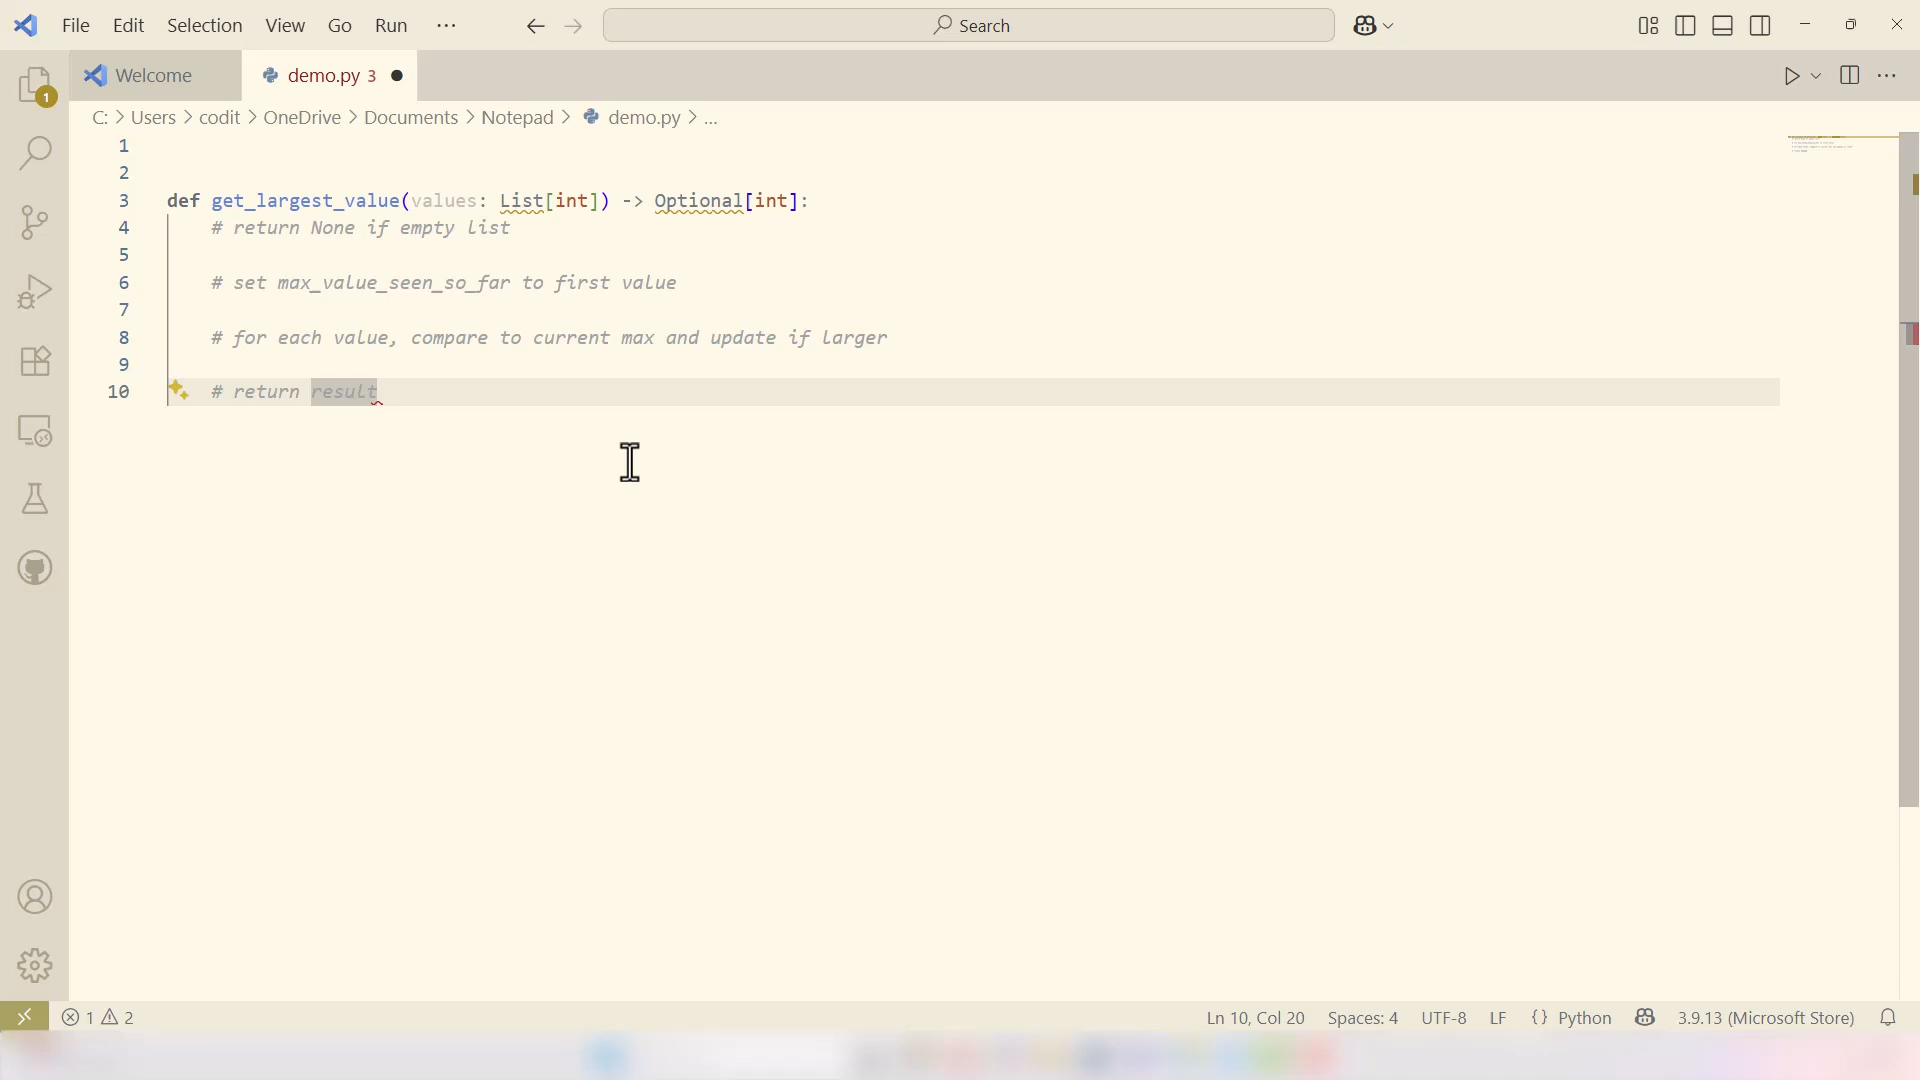 File Edit Selection View Go Run ···
Search
Welcome
demo.py 3
C: > Users > codit > OneDrive > Documents > Notepad > demo.py > ...
1
2
3 def get_largest_value(values: List[int]) -> Optional[int]:
4 # return None if empty list
5
6 # set max_value_seen_so_far to first value
7
8 # for each value, compare to current max and update if larger
9
10 # return result
1
1 2 Ln 10, Col 20 Spaces: 4 UTF-8 LF {} Python 3.9.13 (Microsoft Store)